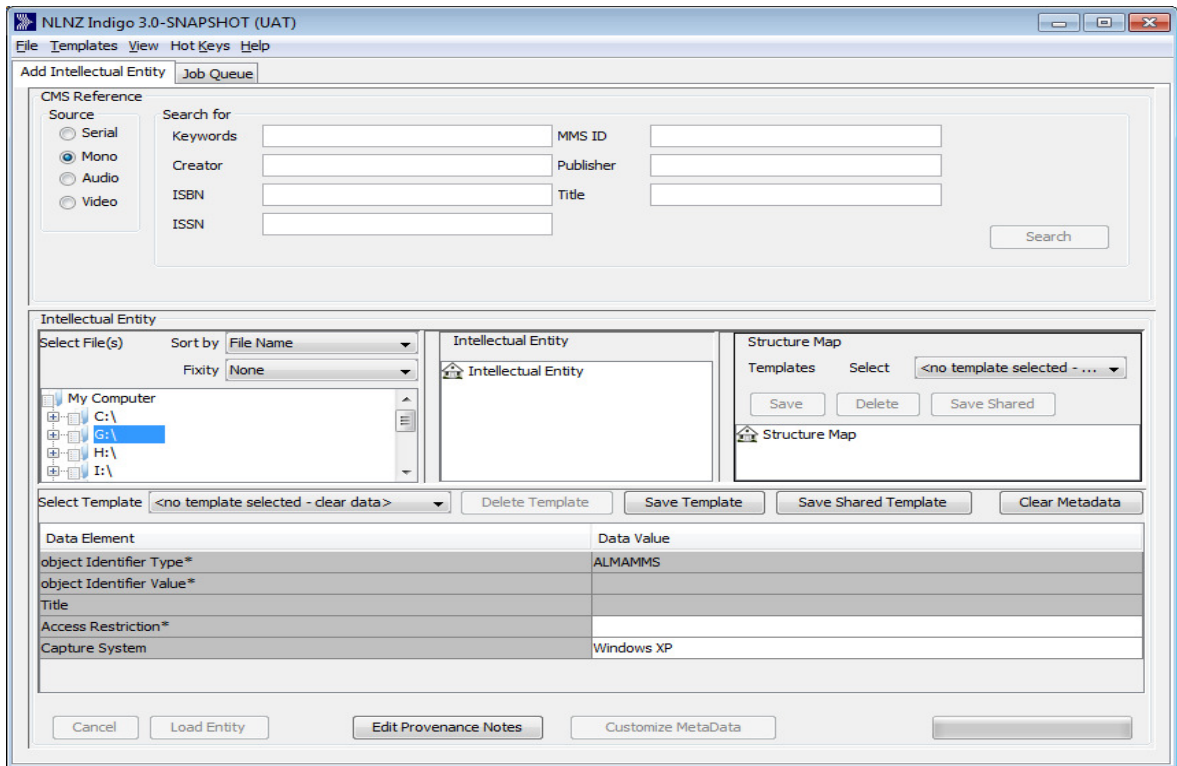 NLNZ Indigo 3.0-SNAPSHOT (UAT)
File Templates View Hot Keys Help
Add Intellectual Entity Job Queue
CMS Reference
Source
Serial
Mono
Audio
Video
Search for
Keywords MMS ID
Creator Publisher
ISBN Title
ISSN
Search
Intellectual Entity
Select File(s) Sort by File Name
Fixity None
My Computer
C:\
G:\
H:\
I:\
Intellectual Entity
Intellectual Entity
Structure Map
Templates Select <no template selected - ...
Save Delete Save Shared
Structure Map
Select Template <no template selected - clear data> Delete Template Save Template Save Shared Template Clear Metadata
Data Element Data Value
object Identifier Type* ALMAMMS
object Identifier Value*
Title
Access Restriction*
Capture System Windows XP
Cancel Load Entity Edit Provenance Notes Customize MetaData